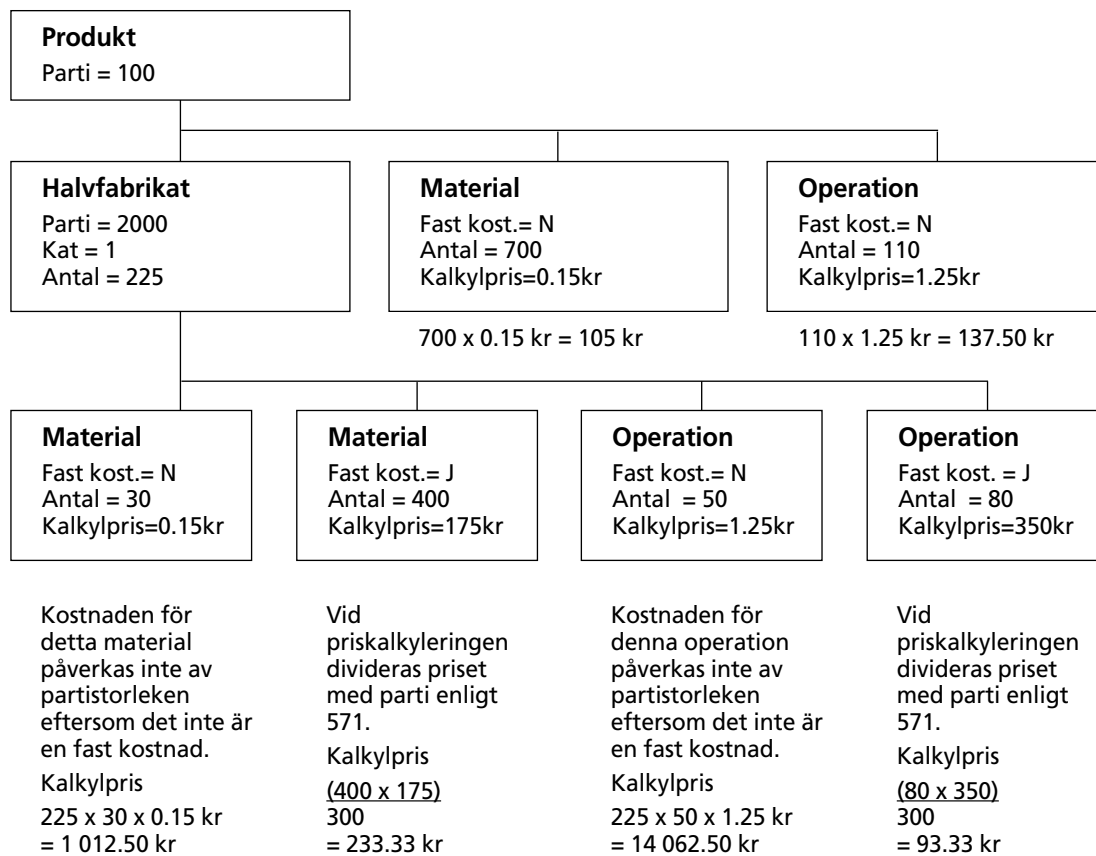 Produkt
Parti = 100
Halvfabrikat
Parti = 2000
Kat = 1
Antal = 225
Material
Fast kost.= N
Antal = 700
Kalkylpris=0.15kr
700 x 0.15 kr = 105 kr
Operation
Fast kost.= N
Antal = 110
Kalkylpris=1.25kr
110 x 1.25 kr = 137.50 kr
Material
Fast kost.= N
Antal = 30
Kalkylpris=0.15kr
Kostnaden för
detta material
påverkas inte av
partistorleken
eftersom det inte är
en fast kostnad.
Kalkylpris
225 x 30 x 0.15 kr
= 1 012.50 kr
Material
Fast kost.= J
Antal = 400
Kalkylpris=175kr
Vid
priskalkyleringen
divideras priset
med parti enligt
571.
Kalkylpris
(400 x 175)
300
= 233.33 kr
Operation
Fast kost.= N
Antal  = 50
Kalkylpris=1.25kr
Kostnaden för
denna operation
påverkas inte av
partistorleken
eftersom det inte är
en fast kostnad.
Kalkylpris
225 x 50 x 1.25 kr
= 14 062.50 kr
Operation
Fast kost. = J
Antal  = 80
Kalkylpris=350kr
Vid
priskalkyleringen
divideras priset
med parti enligt
571.
Kalkylpris
(80 x 350)
300
= 93.33 kr